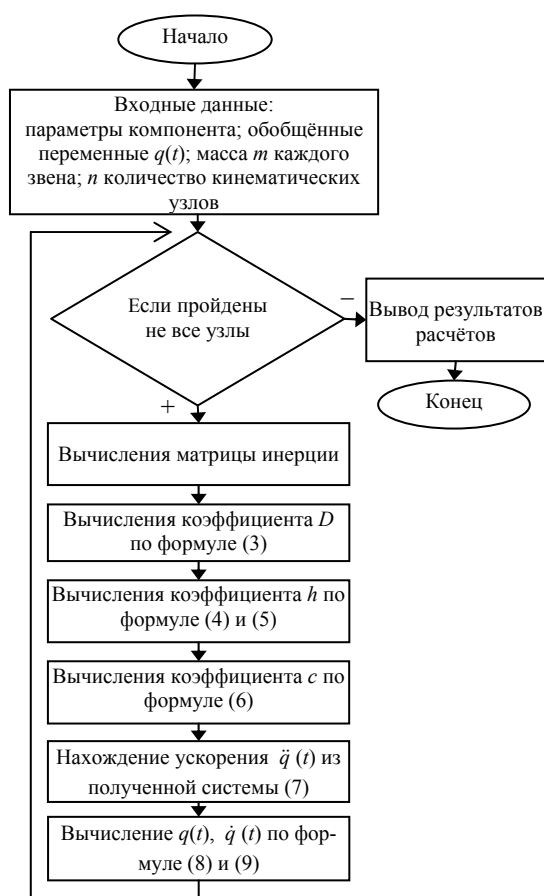 Начало
Входные данные:
параметры компонента; обобщённые
переменные q(t); масса m каждого
звена; n количество кинематических
узлов
Если пройдены
не все узлы
–
Вывод результатов
расчётов
Конец
+
Вычисления матрицы инерции
Вычисления коэффициента D
по формуле (3)
Вычисления коэффициента h по
формуле (4) и (5)
Вычисления коэффициента c по
формуле (6)
Нахождение ускорения q̈ (t) из
полученной системы (7)
Вычисление q(t), q̇ (t) по фор-
муле (8) и (9)